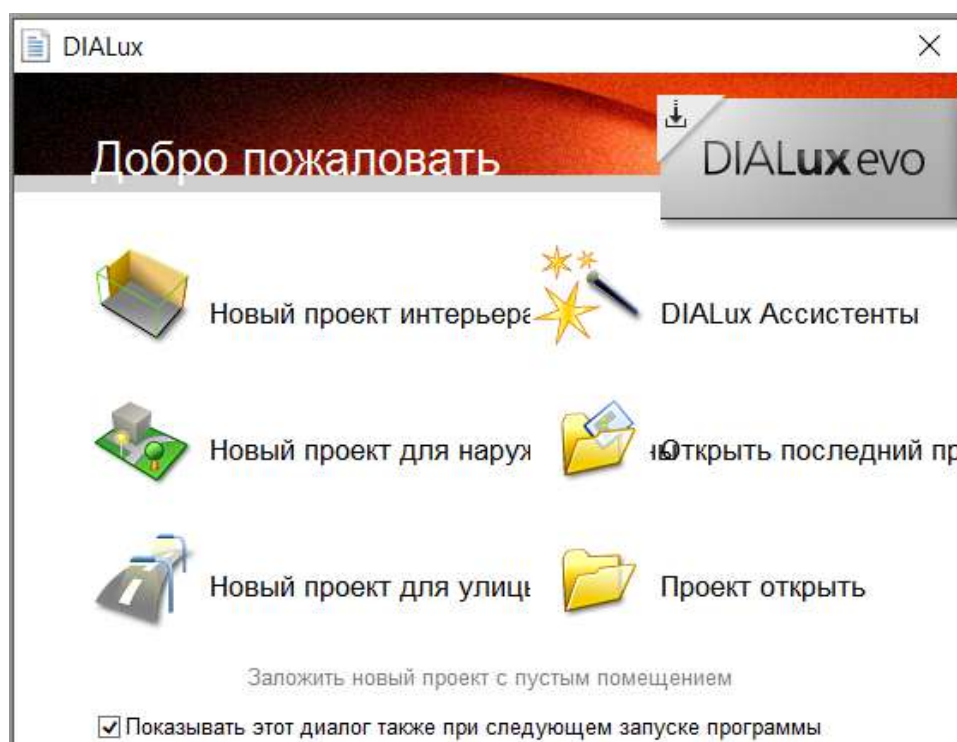 DIALux
Добро пожаловать
DIALux evo
Новый проект интерьера
DIALux Ассистенты
Новый проект для наруж
Открыть последний пр
Новый проект для улицы
Проект открыть
Заложить новый проект с пустым помещением
Показывать этот диалог также при следующем запуске программы